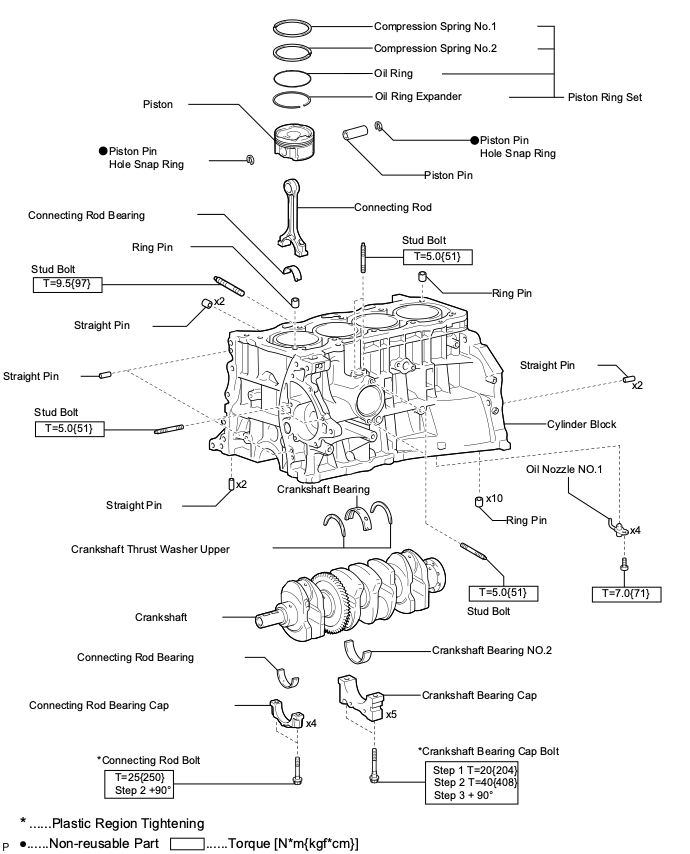 Compression Spring No.1
Compression Spring No.2
Oil Ring
Oil Ring Expander
Piston Ring Set
Piston
●Piston Pin
Hole Snap Ring
●Piston Pin
Hole Snap Ring
Piston Pin
Connecting Rod
Connecting Rod Bearing
Ring Pin
Stud Bolt
T=5.0{51}
Stud Bolt
T=9.5{97}
x2
Ring Pin
Straight Pin
Straight Pin
Straight Pin
x2
Stud Bolt
T=5.0{51}
Cylinder Block
Oil Nozzle NO.1
x2
Crankshaft Bearing
x10
Straight Pin
Ring Pin
x4
Crankshaft Thrust Washer Upper
T=5.0{51}
T=7.0{71}
Stud Bolt
Crankshaft
Connecting Rod Bearing
Crankshaft Bearing NO.2
Connecting Rod Bearing Cap
Crankshaft Bearing Cap
x4
x5
*Connecting Rod Bolt
T=25{250}
Step 2 +90°
*Crankshaft Bearing Cap Bolt
Step 1 T=20{204}
Step 2 T=40{408}
Step 3 + 90°
* ......Plastic Region Tightening
P ●......Non-reusable Part ......Torque [N*m{kgf*cm}]